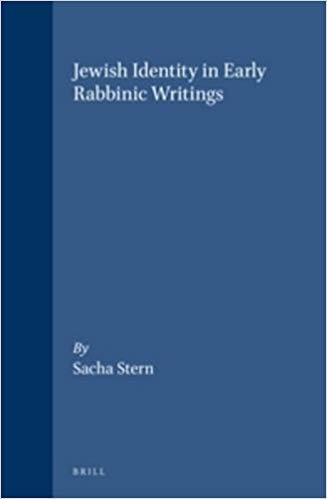 Jewish Identity in Early
Rabbinic Writings
By
Sacha Stern
BRILL